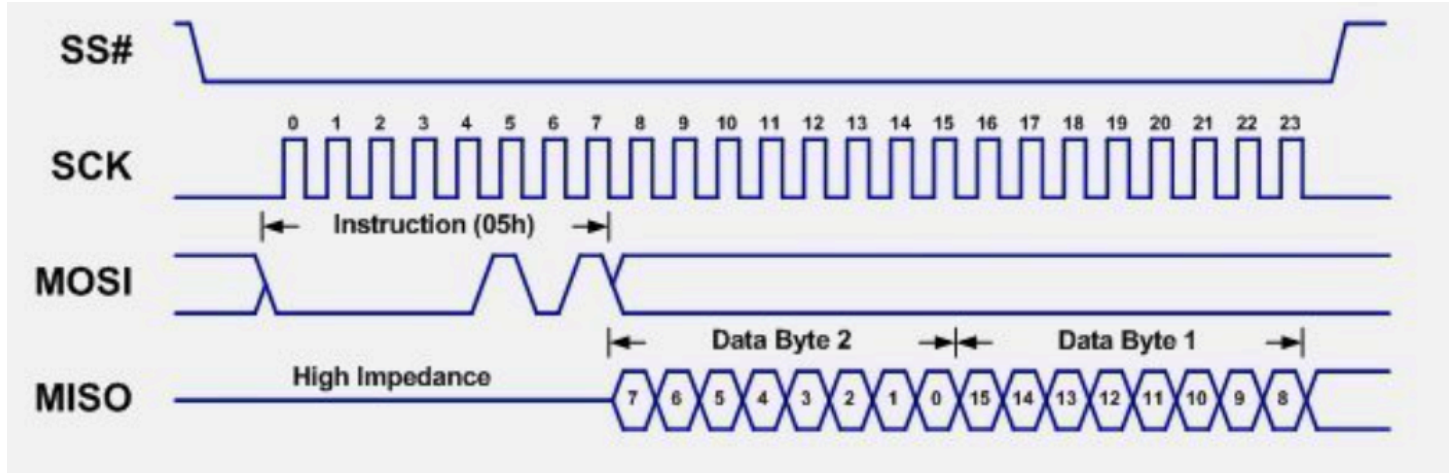 SS#
0 1 2 3 4 5 6 7 8 9 10 11 12 13 14 15 16 17 18 19 20 21 22 23
SCK
Instruction (05h)
MOSI
Data Byte 2 Data Byte 1
High Impedance
MISO
7 6 5 4 3 2 1 0 15 14 13 12 11 10 9 8